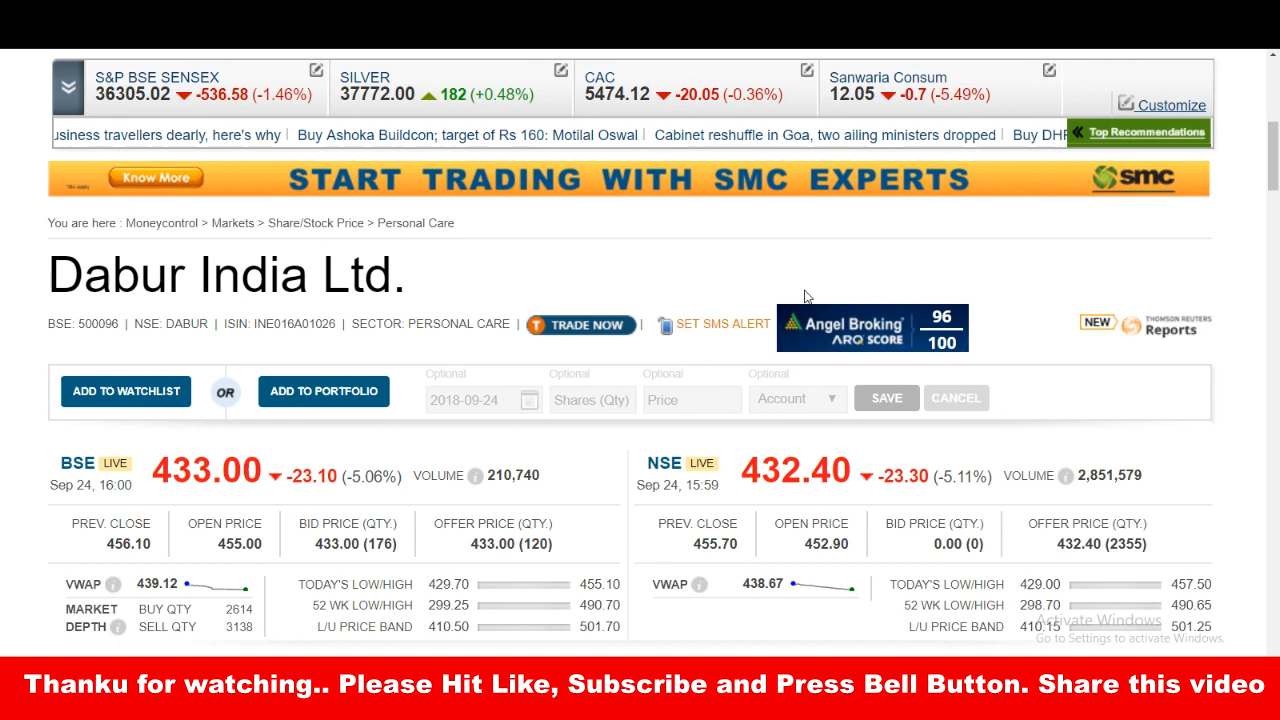 S&P BSE SENSEX
36305.02 -536.58 (-1.46%)
SILVER
37772.00 182 (+0.48%)
CAC
5474.12 -20.05 (-0.36%)
Sanwaria Consum
12.05 -0.7 (-5.49%)
Customize
usiness travellers dearly, here's why | Buy Ashoka Buildcon; target of Rs 160: Motilal Oswal | Cabinet reshuffle in Goa, two ailing ministers dropped | Buy DHF
Top Recommendations
Know More START TRADING WITH SMC EXPERTS smc
You are here : Moneycontrol > Markets > Share/Stock Price > Personal Care
Dabur India Ltd.
BSE: 500096 | NSE: DABUR | ISIN: INE016A01026 | SECTOR: PERSONAL CARE | TRADE NOW | SET SMS ALERT
Angel Broking 96
ARQ SCORE 100
NEW THOMSON REUTERS
Reports
Optional Optional Optional Optional
ADD TO WATCHLIST OR ADD TO PORTFOLIO 2018-09-24 Shares (Qty) Price Account SAVE CANCEL
BSE LIVE 433.00 -23.10 (-5.06%) VOLUME 210,740
Sep 24, 16:00
PREV. CLOSE OPEN PRICE BID PRICE (QTY.) OFFER PRICE (QTY.)
456.10 455.00 433.00 (176) 433.00 (120)
VWAP 439.12 TODAY'S LOW/HIGH 429.70 455.10
MARKET BUY QTY 2614 52 WK LOW/HIGH 299.25 490.70
DEPTH SELL QTY 3138 L/U PRICE BAND 410.50 501.70
NSE LIVE 432.40 -23.30 (-5.11%) VOLUME 2,851,579
Sep 24, 15:59
PREV. CLOSE OPEN PRICE BID PRICE (QTY.) OFFER PRICE (QTY.)
455.70 452.90 0.00 (0) 432.40 (2355)
VWAP 438.67 TODAY'S LOW/HIGH 429.00 457.50
52 WK LOW/HIGH 298.70 490.65
L/U PRICE BAND 410.15 501.25
Activate Windows
Go to Settings to activate Windows.
Thanku for watching.. Please Hit Like, Subscribe and Press Bell Button. Share this video